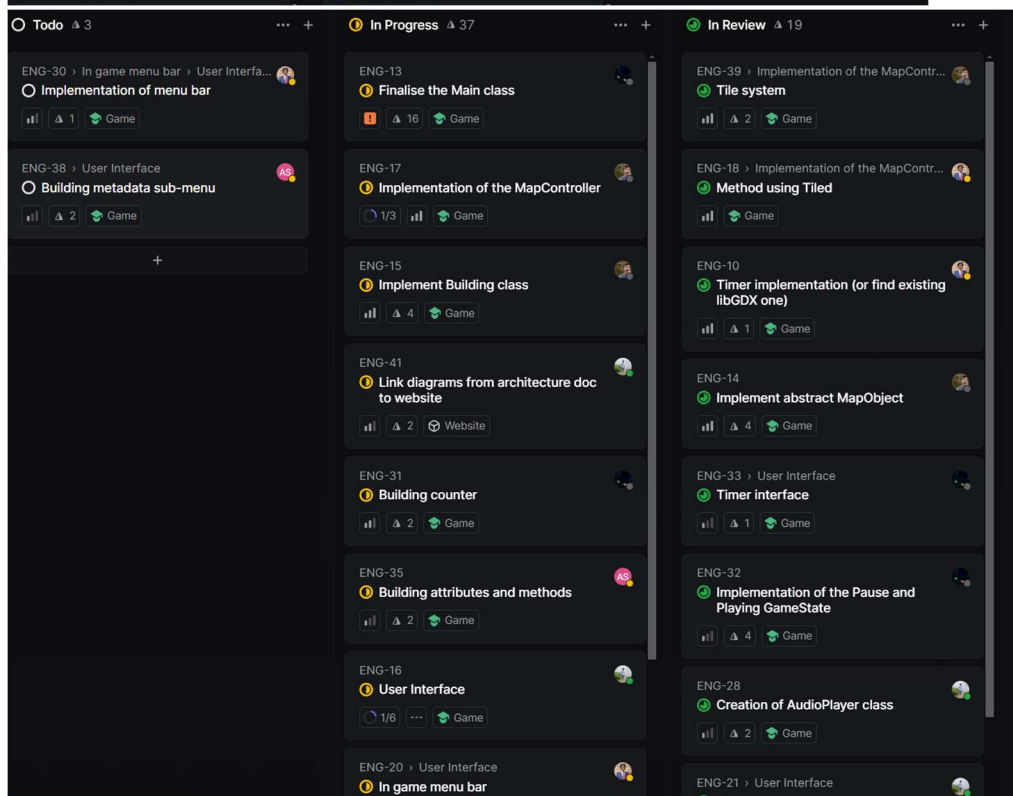 Todo 3
ENG-30 › In game menu bar › User Interfa...
Implementation of menu bar
1 Game
ENG-38 › User Interface
AS
Building metadata sub-menu
2 Game
+
In Progress 37
ENG-13
Finalise the Main class
! 16 Game
ENG-17
Implementation of the MapController
1/3 Game
ENG-15
Implement Building class
4 Game
ENG-41
Link diagrams from architecture doc
to website
2 Website
ENG-31
Building counter
2 Game
ENG-35
AS
Building attributes and methods
2 Game
ENG-16
User Interface
1/6 --- Game
ENG-20 › User Interface
In game menu bar
In Review 19
ENG-39 › Implementation of the MapContr...
Tile system
2 Game
ENG-18 › Implementation of the MapContr...
Method using Tiled
Game
ENG-10
Timer implementation (or find existing
libGDX one)
1 Game
ENG-14
Implement abstract MapObject
4 Game
ENG-33 › User Interface
Timer interface
1 Game
ENG-32
Implementation of the Pause and
Playing GameState
4 Game
ENG-28
Creation of AudioPlayer class
2 Game
ENG-21 › User Interface